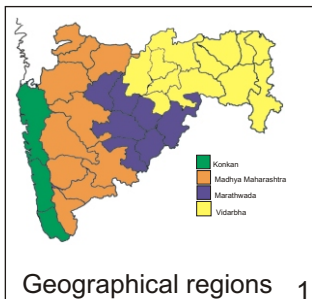 Konkan
Madhya Maharashtra
Marathwada
Vidarbha
Geographical regions 1